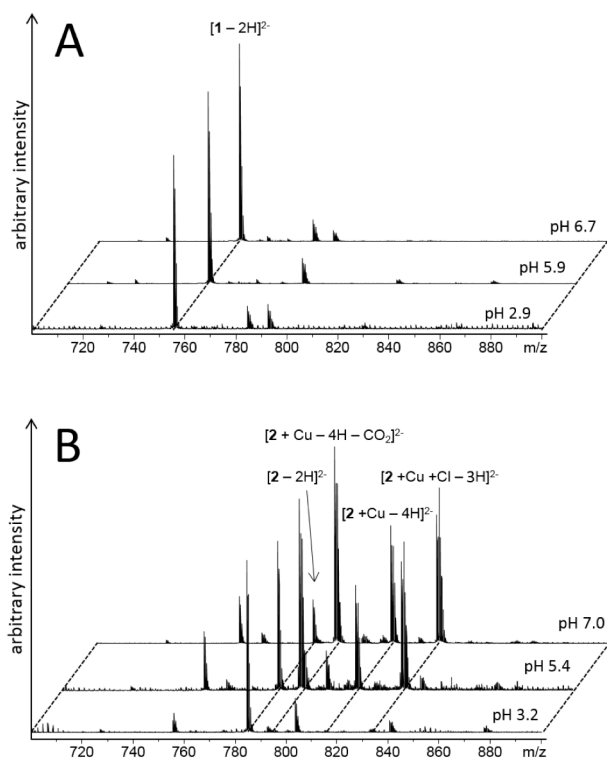 A
[1 – 2H]²⁻
arbitrary intensity
pH 6.7
pH 5.9
pH 2.9
720 740 760 780 800 820 840 860 880 m/z
B
[2 + Cu – 4H – CO₂]²⁻
[2 – 2H]²⁻
[2 + Cu +Cl – 3H]²⁻
[2 +Cu – 4H]²⁻
arbitrary intensity
pH 7.0
pH 5.4
pH 3.2
720 740 760 780 800 820 840 860 880 m/z